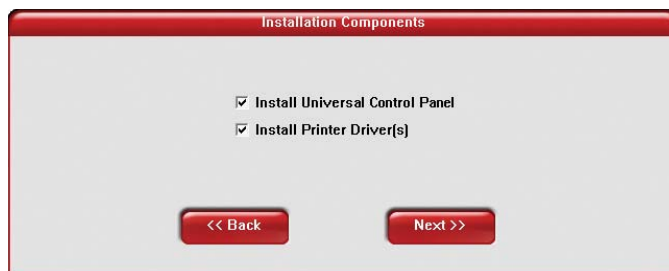 Installation Components
Install Universal Control Panel
Install Printer Driver(s)
<< Back
Next >>